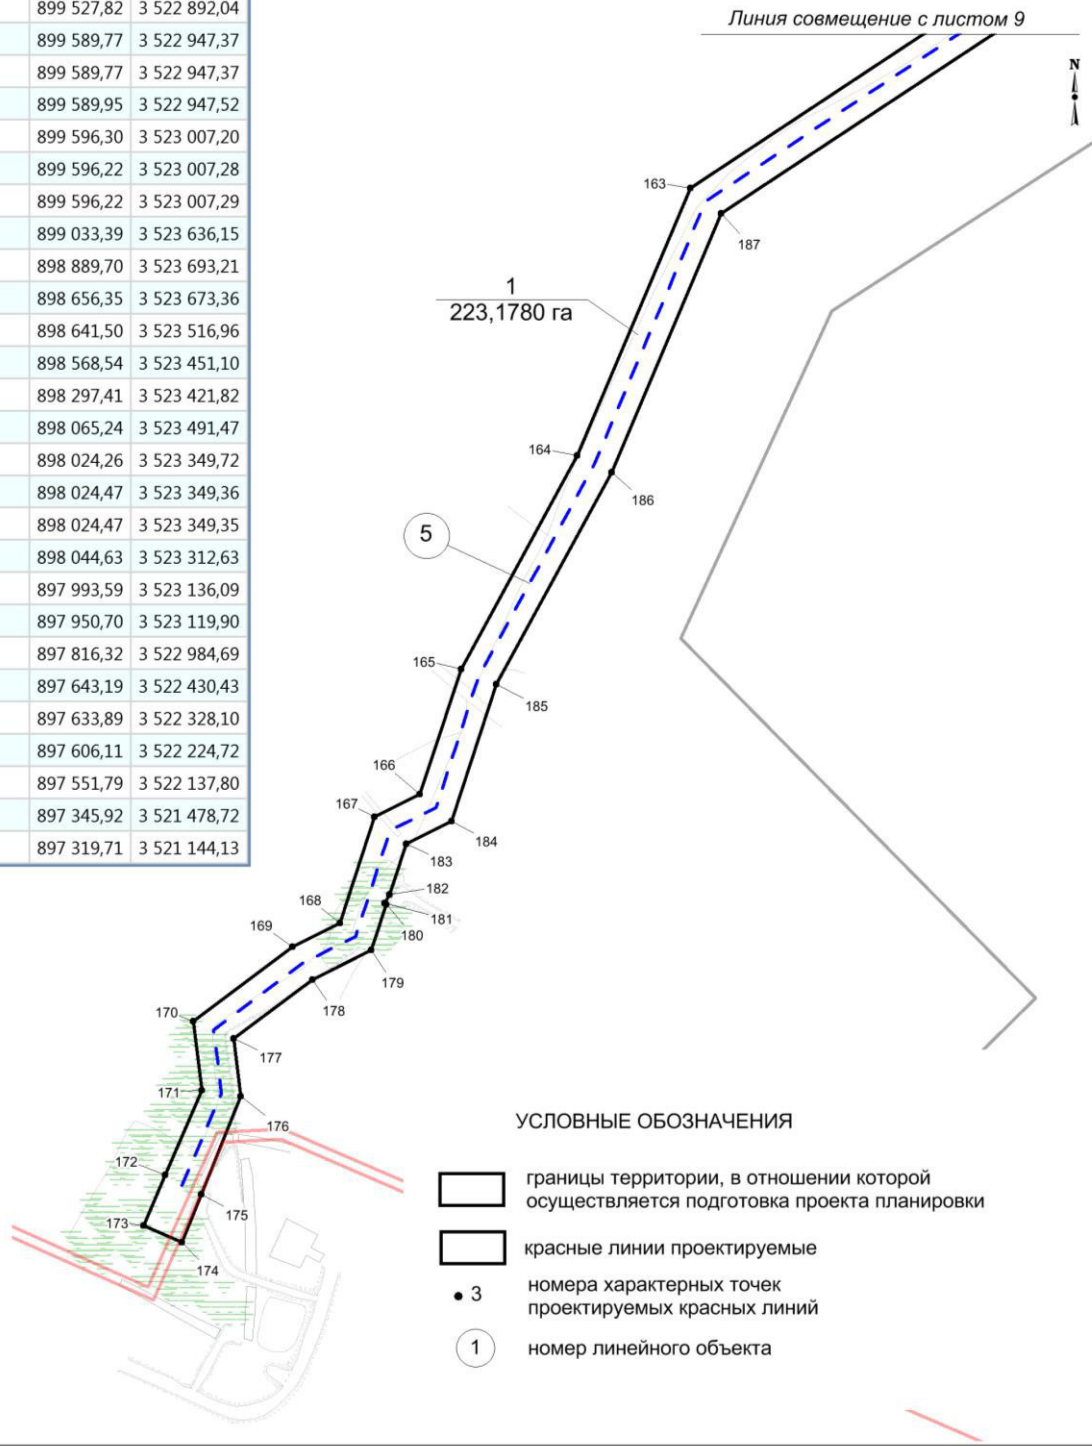 899 527,82 3 522 892,04
899 589,77 3 522 947,37
899 589,77 3 522 947,37
899 589,95 3 522 947,52
899 596,30 3 523 007,20
899 596,22 3 523 007,28
899 596,22 3 523 007,29
899 033,39 3 523 636,15
898 889,70 3 523 693,21
898 656,35 3 523 673,36
898 641,50 3 523 516,96
898 568,54 3 523 451,10
898 297,41 3 523 421,82
898 065,24 3 523 491,47
898 024,26 3 523 349,72
898 024,47 3 523 349,36
898 024,47 3 523 349,35
898 044,63 3 523 312,63
897 993,59 3 523 136,09
897 950,70 3 523 119,90
897 816,32 3 522 984,69
897 643,19 3 522 430,43
897 633,89 3 522 328,10
897 606,11 3 522 224,72
897 551,79 3 522 137,80
897 345,92 3 521 478,72
897 319,71 3 521 144,13
Линия совмещение с листом 9
N
163
187
1
223,1780 га
164
186
5
165
185
166
167
184
183
182
168
181
169
180
179
178
170
177
171
176
172
175
173
174
УСЛОВНЫЕ ОБОЗНАЧЕНИЯ
границы территории, в отношении которой
осуществляется подготовка проекта планировки
красные линии проектируемые
3
номера характерных точек
проектируемых красных линий
1
номер линейного объекта